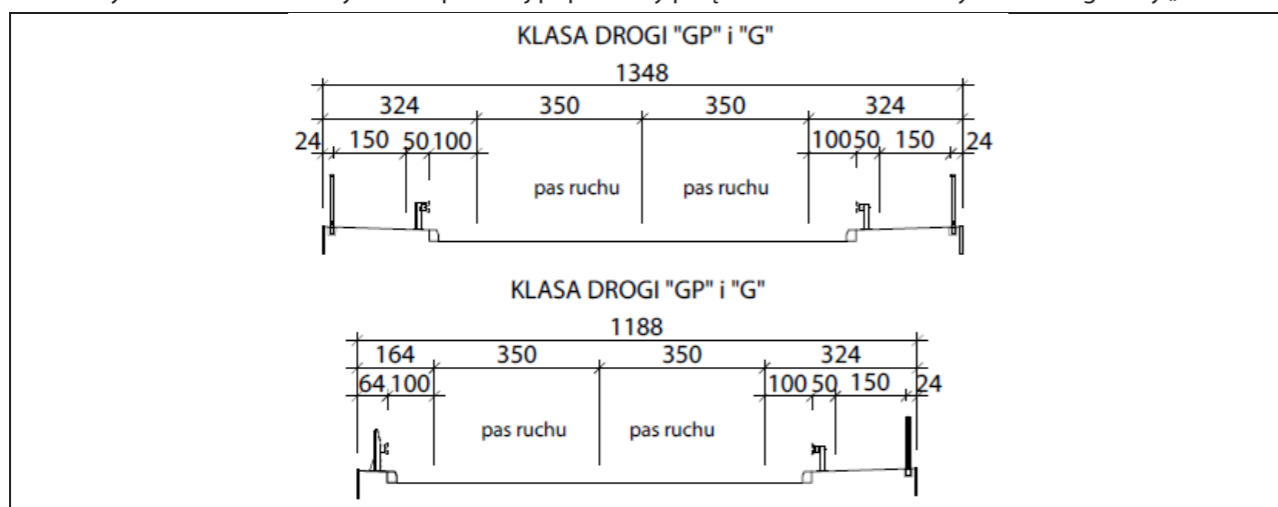 KLASA DROGI "GP" i "G"
1348
324 350 350 324
24 150 50 100 100 50 150 24
pas ruchu pas ruchu
KLASA DROGI "GP" i "G"
1188
164 350 350 324
64 100 100 50 150 24
pas ruchu pas ruchu